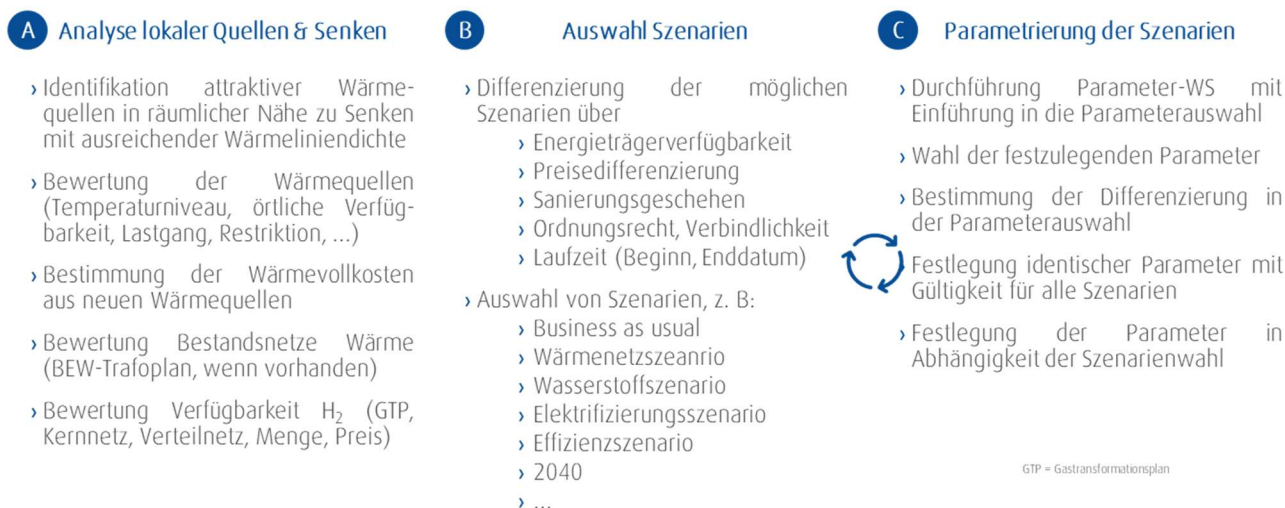 A Analyse lokaler Quellen & Senken
› Identifikation attraktiver Wärme-
quellen in räumlicher Nähe zu Senken
mit ausreichender Wärmeliniendichte
› Bewertung der Wärmequellen
(Temperaturniveau, örtliche Verfüg-
barkeit, Lastgang, Restriktion, ...)
› Bestimmung der Wärmevollkosten
aus neuen Wärmequellen
› Bewertung Bestandsnetze Wärme
(BEW-Trafoplan, wenn vorhanden)
› Bewertung Verfügbarkeit H₂ (GTP,
Kernnetz, Verteilnetz, Menge, Preis)
B Auswahl Szenarien
› Differenzierung der möglichen
Szenarien über
› Energieträgerverfügbarkeit
› Preisedifferenzierung
› Sanierungsgeschehen
› Ordnungsrecht, Verbindlichkeit
› Laufzeit (Beginn, Enddatum)
› Auswahl von Szenarien, z. B:
› Business as usual
› Wärmenetzszeanrio
› Wasserstoffszenario
› Elektrifizierungsszenario
› Effizienzszenario
› 2040
› ...
C Parametrierung der Szenarien
› Durchführung Parameter-WS mit
Einführung in die Parameterauswahl
› Wahl der festzulegenden Parameter
› Bestimmung der Differenzierung in
der Parameterauswahl
› Festlegung identischer Parameter mit
Gültigkeit für alle Szenarien
› Festlegung der Parameter in
Abhängigkeit der Szenarienwahl
GTP = Gastransformationsplan